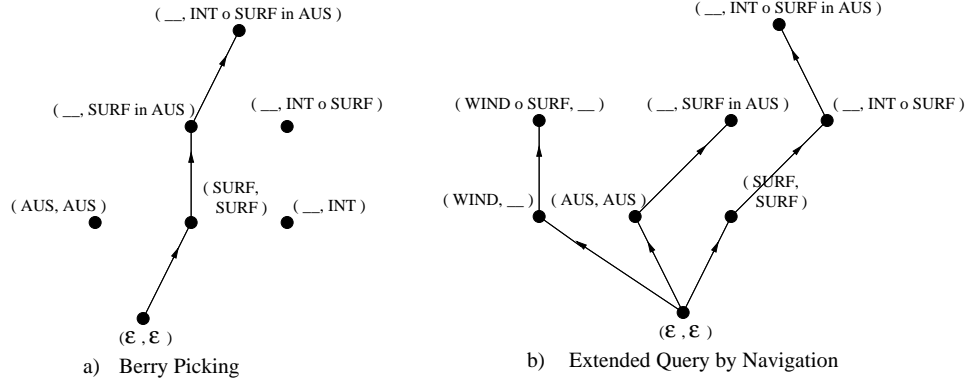 ( __, INT o SURF in AUS )
( __, SURF in AUS )
( __, INT o SURF )
( AUS, AUS )
( SURF,
SURF )
( __, INT )
(ε , ε )
a) Berry Picking
( __, INT o SURF in AUS )
( WIND o SURF, __ )
( __, SURF in AUS )
( __, INT o SURF )
( WIND, __ )
( AUS, AUS )
( SURF,
SURF )
(ε , ε )
b) Extended Query by Navigation